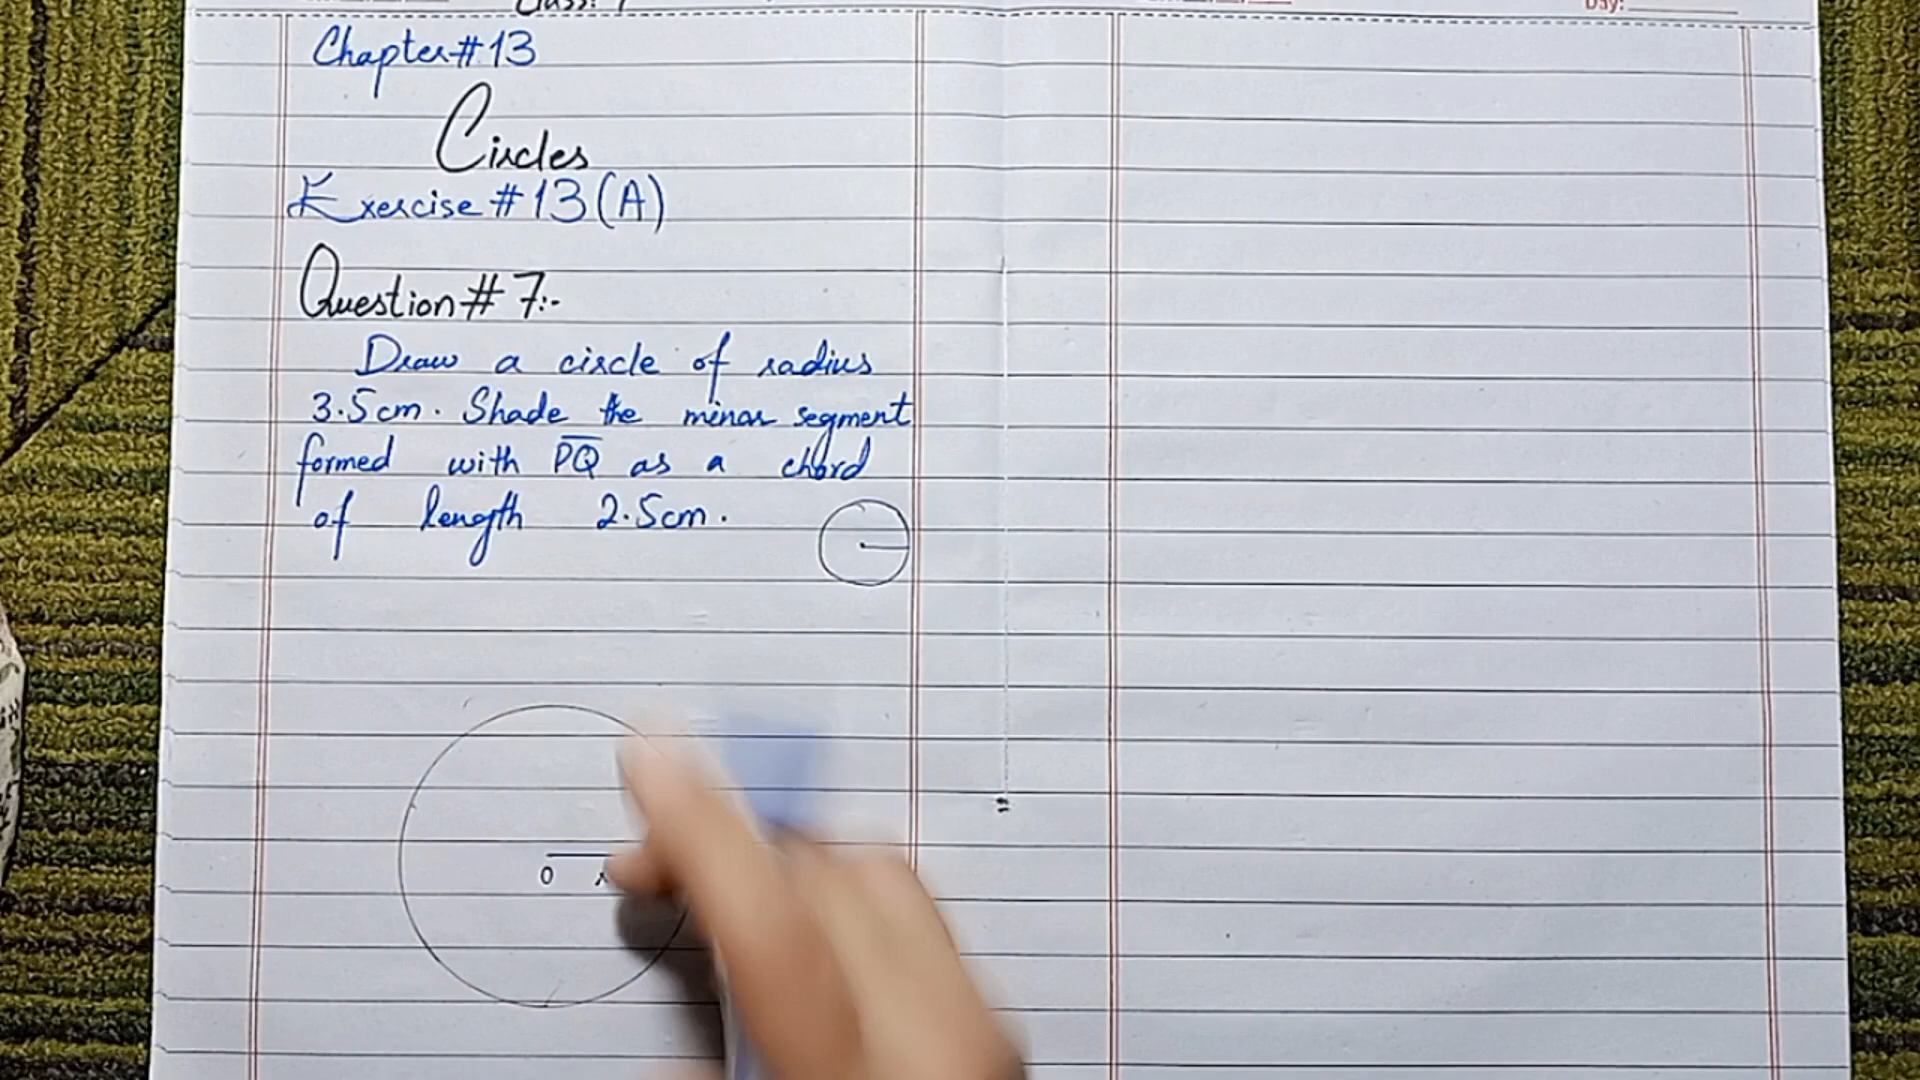 Day:
Chapter#13
Circles
Exercise #13(A)
Question# 7:-
Draw a circle of radius
3.5cm. Shade the minor segment
formed with PQ as a chord
of length 2.5cm.
O